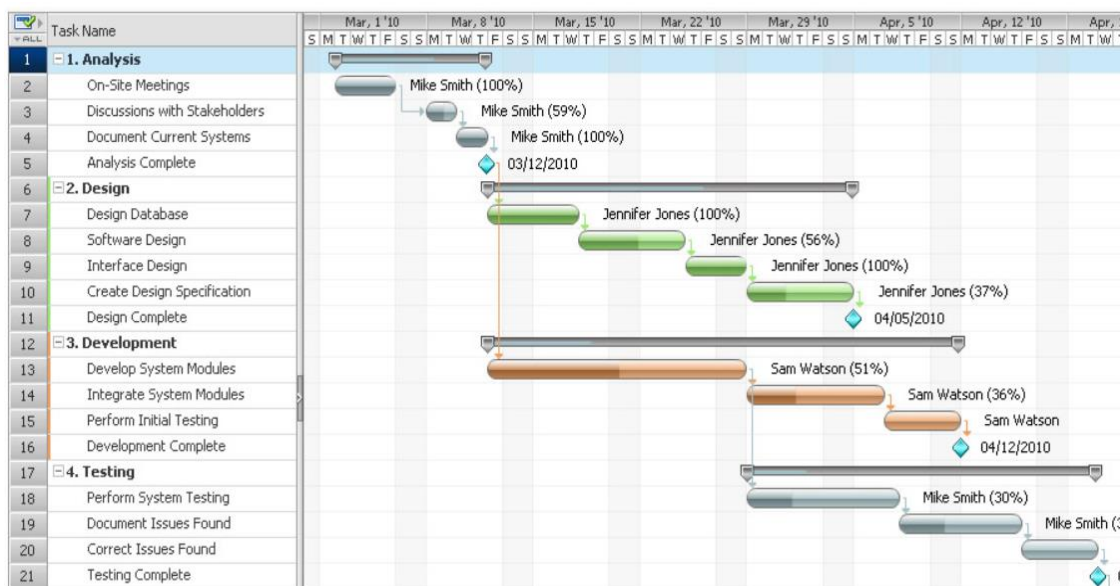 Task Name
ALL
Mar, 1 '10 Mar, 8 '10 Mar, 15 '10 Mar, 22 '10 Mar, 29 '10 Apr, 5 '10 Apr, 12 '10 Apr,
S M T W T F S S M T W T F S S M T W T F S S M T W T F S S M T W T F S S M T W T F S S M T W T F S S M T W
1 1. Analysis
2 On-Site Meetings Mike Smith (100%)
3 Discussions with Stakeholders Mike Smith (59%)
4 Document Current Systems Mike Smith (100%)
5 Analysis Complete 03/12/2010
6 2. Design
7 Design Database Jennifer Jones (100%)
8 Software Design Jennifer Jones (56%)
9 Interface Design Jennifer Jones (100%)
10 Create Design Specification Jennifer Jones (37%)
11 Design Complete 04/05/2010
12 3. Development
13 Develop System Modules Sam Watson (51%)
14 Integrate System Modules Sam Watson (36%)
15 Perform Initial Testing Sam Watson
16 Development Complete 04/12/2010
17 4. Testing
18 Perform System Testing Mike Smith (30%)
19 Document Issues Found Mike Smith (3
20 Correct Issues Found
21 Testing Complete